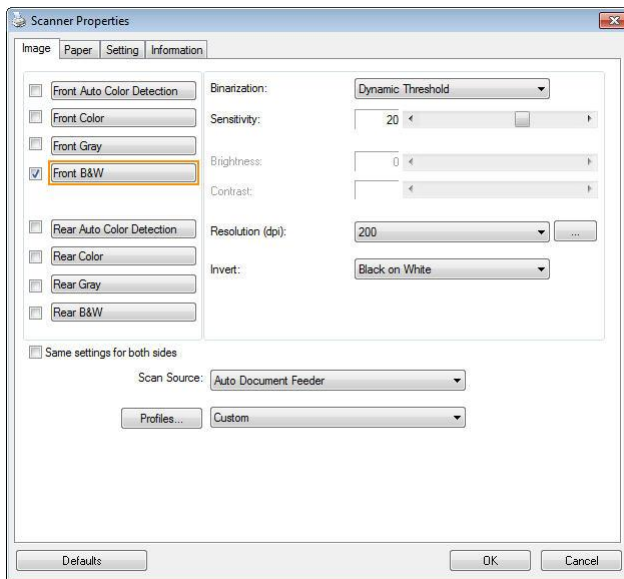 Scanner Properties
Image Paper Setting Information
Front Auto Color Detection
Front Color
Front Gray
Front B&W
Rear Auto Color Detection
Rear Color
Rear Gray
Rear B&W
Binarization: Dynamic Threshold
Sensitivity: 20
Brightness: 0
Contrast:
Resolution (dpi): 200 ...
Invert: Black on White
Same settings for both sides
Scan Source: Auto Document Feeder
Profiles... Custom
Defaults OK Cancel